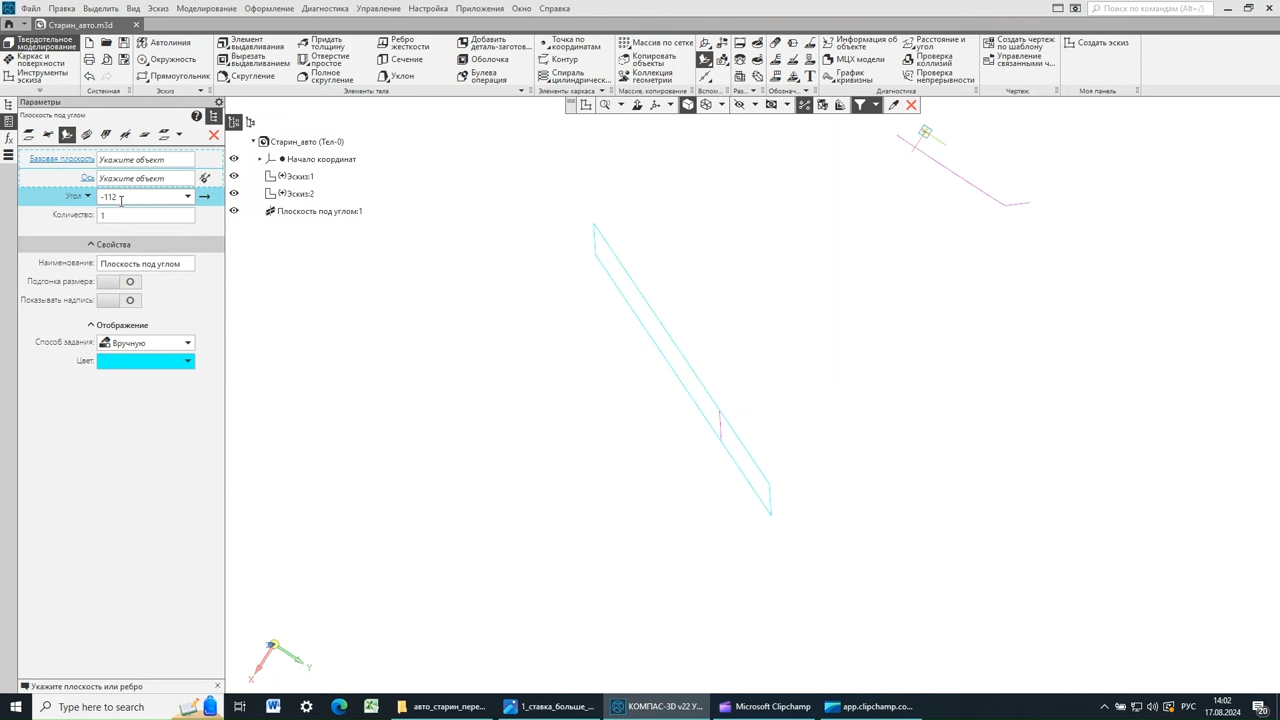 Файл Правка Выделить Вид Эскиз Моделирование Оформление Диагностика Управление Настройка Приложения Окно Справка
Поиск по командам (Alt+/)
Старин_авто.m3d
Твердотельное моделирование
Каркас и поверхности
Инструменты эскиза
Системная
Автолиния
Окружность
Прямоугольник
Эскиз
Элемент выдавливания
Вырезать выдавливанием
Скругление
Придать толщину
Отверстие простое
Полное скругление
Ребро жесткости
Сечение
Уклон
Добавить деталь-заготов...
Оболочка
Булева операция
Элементы тела
Точка по координатам
Контур
Спираль цилиндрическ...
Элементы каркаса
Массив по сетке
Копировать объекты
Коллекция геометрии
Массив, копирование
Вспом...
Раз...
Обознач...
Информация об объекте
МЦХ модели
График кривизны
Расстояние и угол
Проверка коллизий
Проверка непрерывности
Диагностика
Создать чертеж по шаблону
Управление связанными ч...
Чертеж
Создать эскиз
Моя панель
Параметры
Плоскость под углом
Базовая плоскость Укажите объект
Ось Укажите объект
Угол -112
Количество: 1
Свойства
Наименование: Плоскость под углом
Подгонка размера:
Показывать надпись:
Отображение
Способ задания: Вручную
Цвет:
Старин_авто (Тел-0)
Начало координат
(+)Эскиз:1
(+)Эскиз:2
Плоскость под углом:1
X
Y
Укажите плоскость или ребро
Type here to search
авто_старин_пере...
1_ставка_больше_...
КОМПАС-3D v22 У...
Microsoft Clipchamp
app.clipchamp.co...
РУС
14:02
17.08.2024